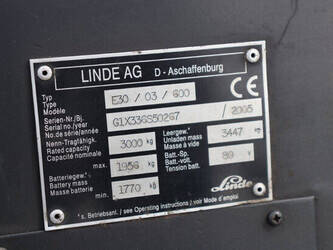 LINDE AG D - Aschaffenburg
Typ
Type
Modèle
E30 / 03 / 600
CE
Serien-Nr./Bj.
Serial no./year
No.de série/année
G1X336S50267 / 2005
Nenn-Tragfähigk.
Rated capacity
Capacité nominale
3000 kg
Leergew.*
Unladen mass
Masse à vide
3447 kg
max. 1956 kg
Batt.-Sp.
Batt.-volt.
Tension batt.
80 V
Batteriegew.*
Battery mass
Masse batterie
min. 1770 kg
Linde
*s. Betriebsanl. / see Operating instructions / voir Mode d'emploi